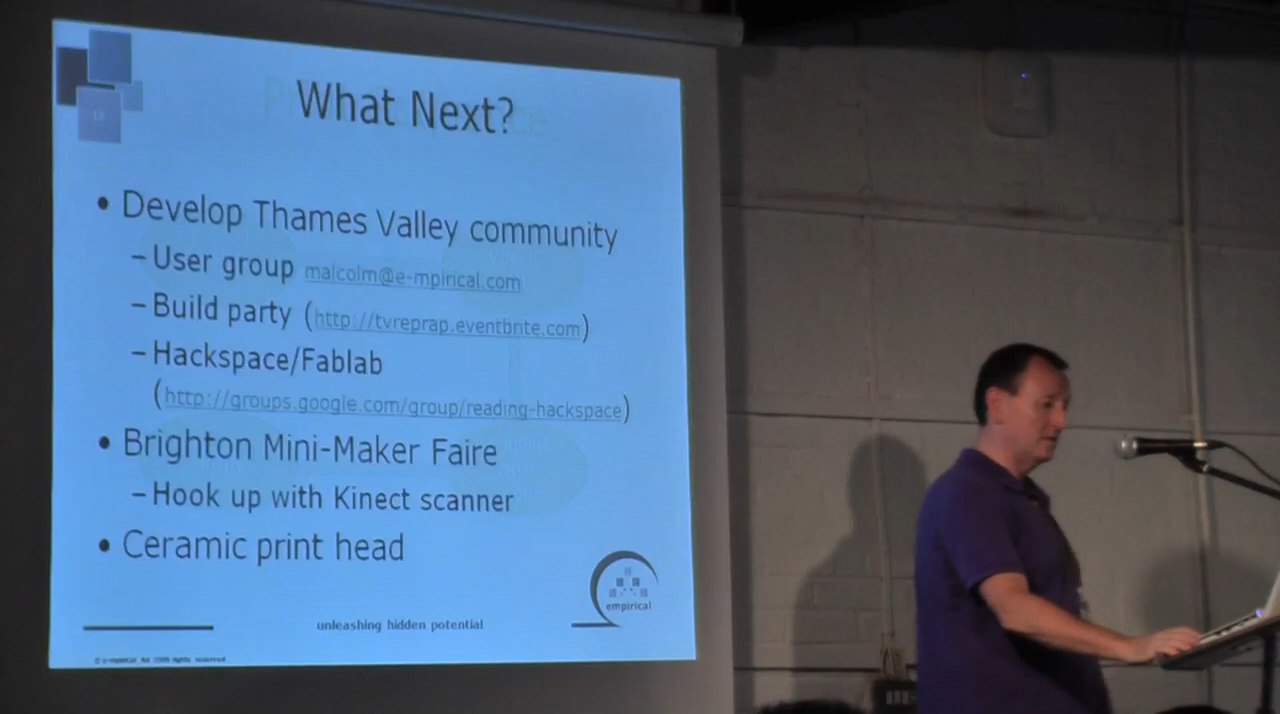 What Next?
• Develop Thames Valley community
– User group malcolm@e-mpirical.com
– Build party (http://tvreprap.eventbrite.com)
– Hackspace/Fablab
(http://groups.google.com/group/reading-hackspace)
• Brighton Mini-Maker Faire
– Hook up with Kinect scanner
• Ceramic print head
empirical
unleashing hidden potential